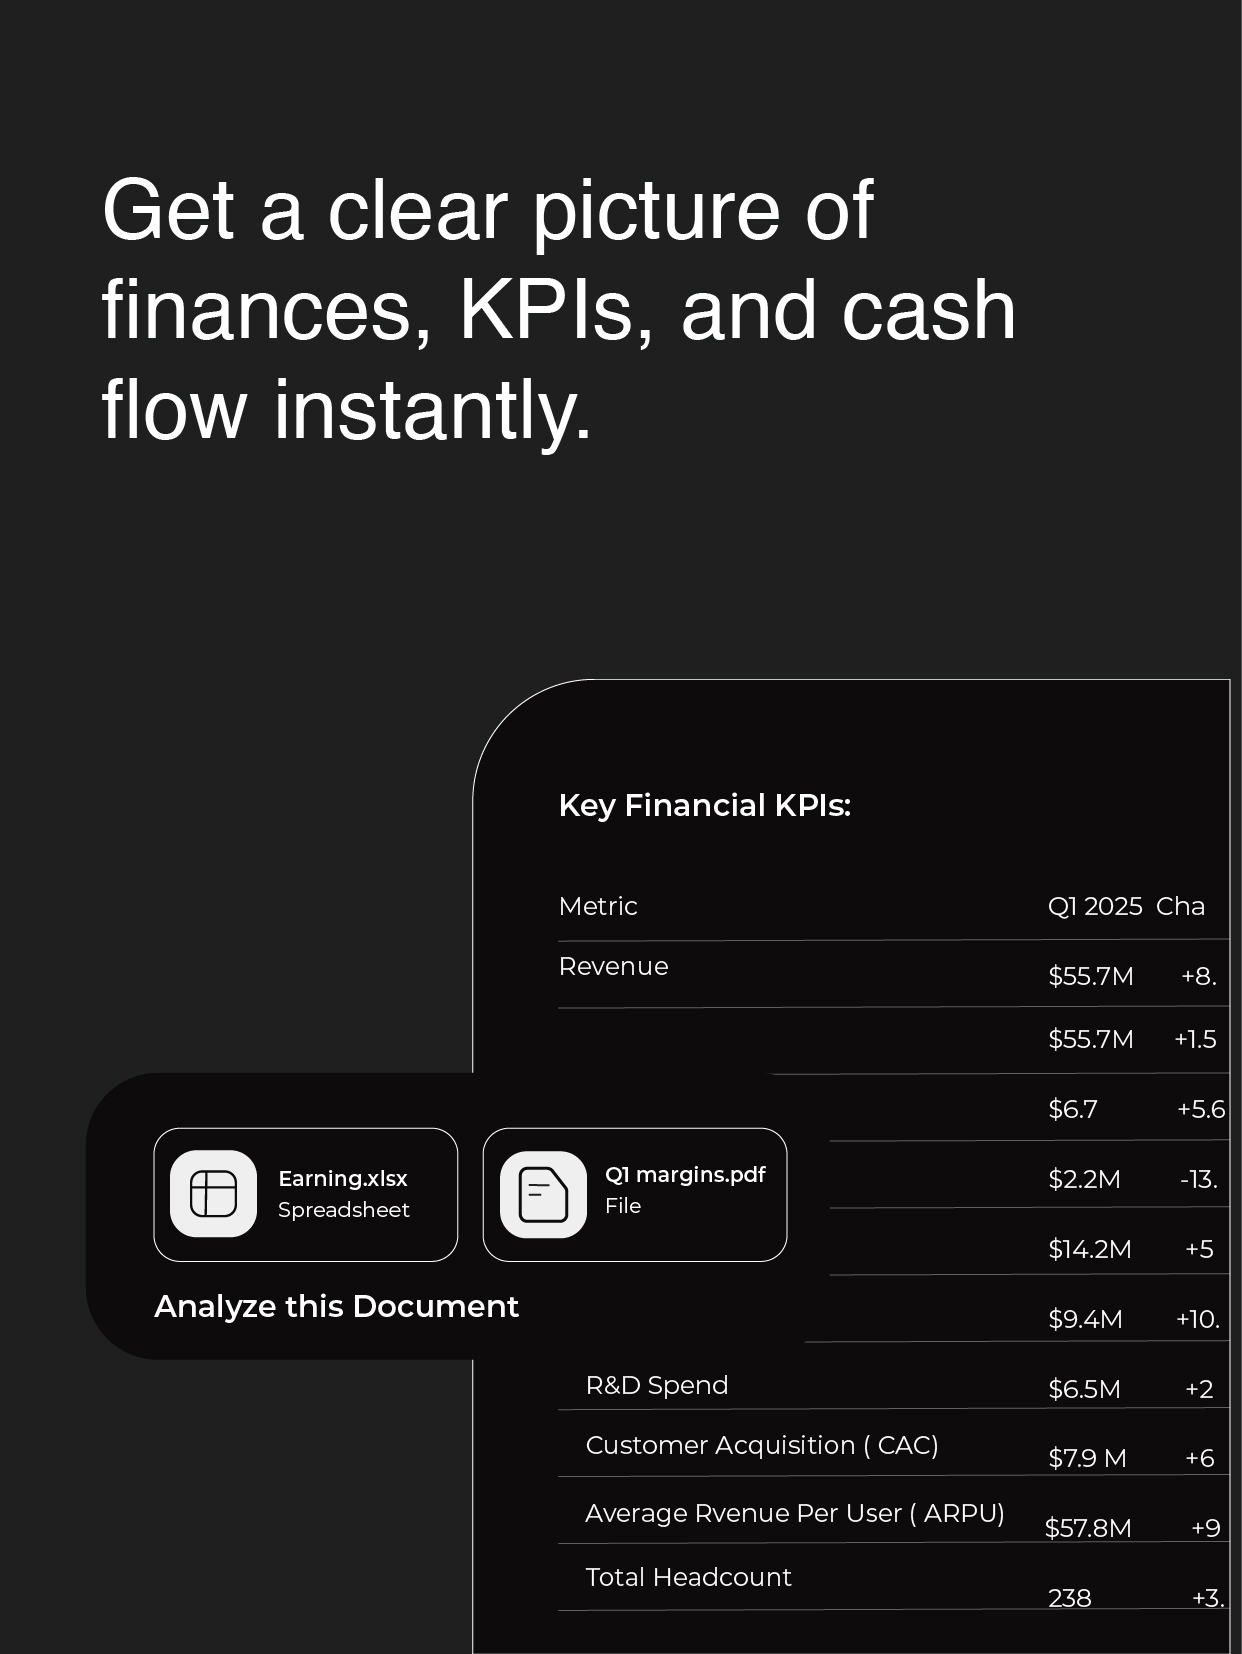 Get a clear picture of
finances, KPIs, and cash
flow instantly.
Key Financial KPIs:
Metric Q1 2025 Cha
Revenue $55.7M +8.
$55.7M +1.5
$6.7 +5.6
$2.2M -13.
$14.2M +5
$9.4M +10.
Earning.xlsx
Spreadsheet
Q1 margins.pdf
File
Analyze this Document
R&D Spend $6.5M +2
Customer Acquisition ( CAC) $7.9 M +6
Average Rvenue Per User ( ARPU) $57.8M +9
Total Headcount 238 +3.